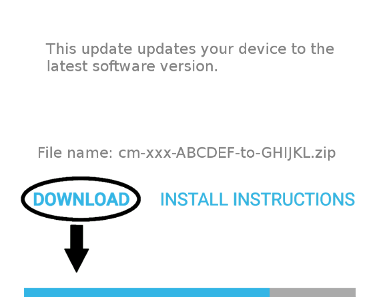 This update updates your device to the
latest software version.
File name: cm-xxx-ABCDEF-to-GHIJKL.zip
DOWNLOAD INSTALL INSTRUCTIONS